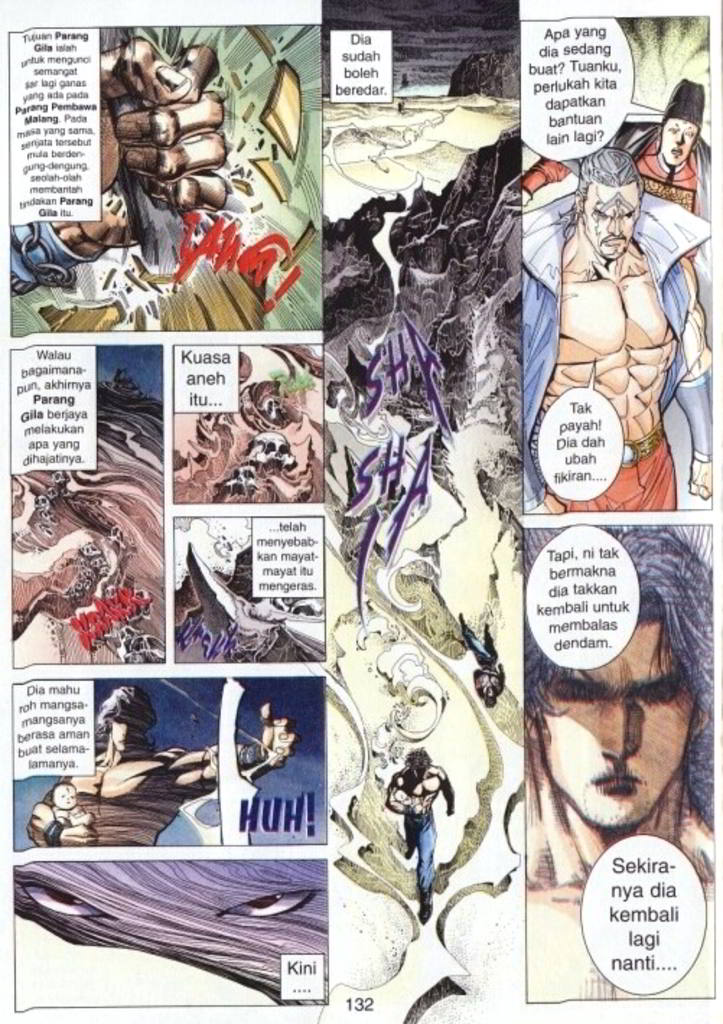 Tujuan Parang
Gila ialah
untuk mengunci
semangat
liar lagi ganas
yang ada pada
Parang Pembawa
Malang. Pada
masa yang sama,
senjata tersebut
mula berden-
gung-dengung,
seolah-olah
membantah
tindakan Parang
Gila itu.
Walau
bagaimana-
pun, akhirnya
Parang
Gila berjaya
melakukan
apa yang
dihajatinya.
Kuasa
aneh
itu...
...telah
menyebab-
kan mayat-
mayat itu
mengeras.
Dia mahu
roh mangsa-
mangsanya
berasa aman
buat selama-
lamanya.
HUH!
Kini
....
Dia
sudah
boleh
beredar.
SHA
SHA
132
Apa yang
dia sedang
buat? Tuanku,
perlukah kita
dapatkan
bantuan
lain lagi?
Tak
payah!
Dia dah
ubah
fikiran....
Tapi, ni tak
bermakna
dia takkan
kembali untuk
membalas
dendam.
Sekira-
nya dia
kembali
lagi
nanti....